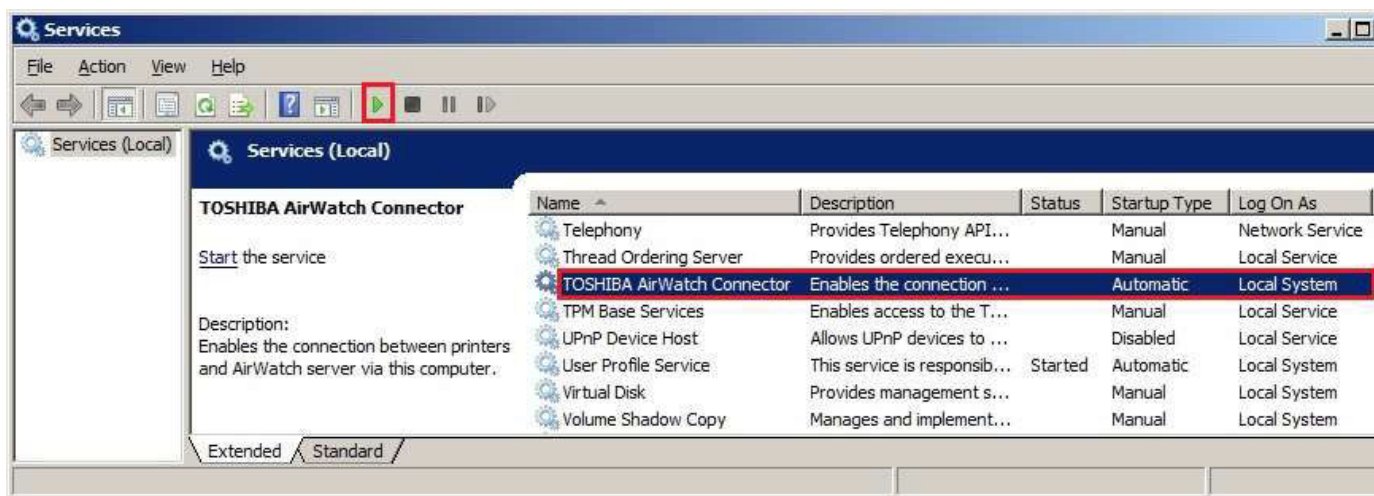 Services
File Action View Help
Services (Local)
Services (Local)
TOSHIBA AirWatch Connector
Start the service
Description:
Enables the connection between printers
and AirWatch server via this computer.
Name Description Status Startup Type Log On As
Telephony Provides Telephony API... Manual Network Service
Thread Ordering Server Provides ordered execu... Manual Local Service
TOSHIBA AirWatch Connector Enables the connection ... Automatic Local System
TPM Base Services Enables access to the T... Manual Local Service
UPnP Device Host Allows UPnP devices to ... Disabled Local Service
User Profile Service This service is responsib... Started Automatic Local System
Virtual Disk Provides management s... Manual Local System
Volume Shadow Copy Manages and implement... Manual Local System
Extended Standard